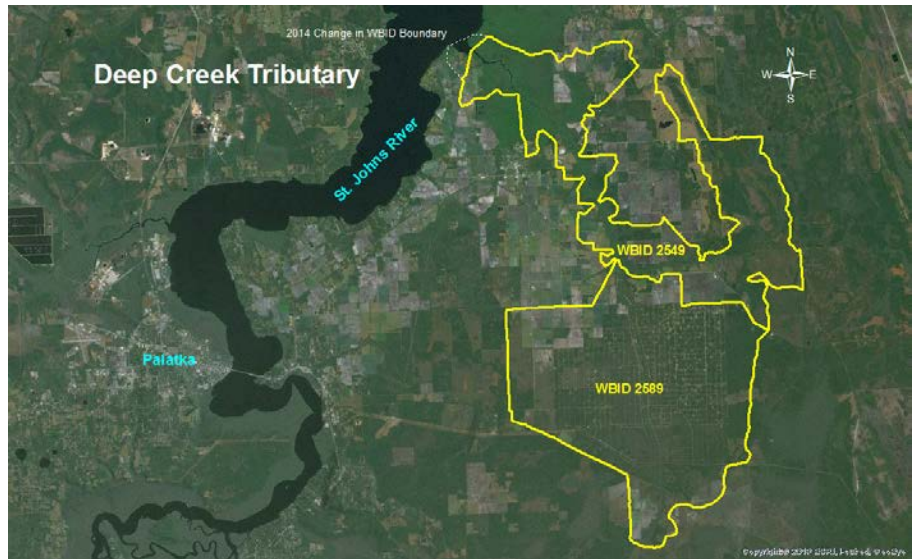 2014 Change in WBID Boundary
Deep Creek Tributary
N
W E
S
St. Johns River
WBID 2549
Palatka
WBID 2589